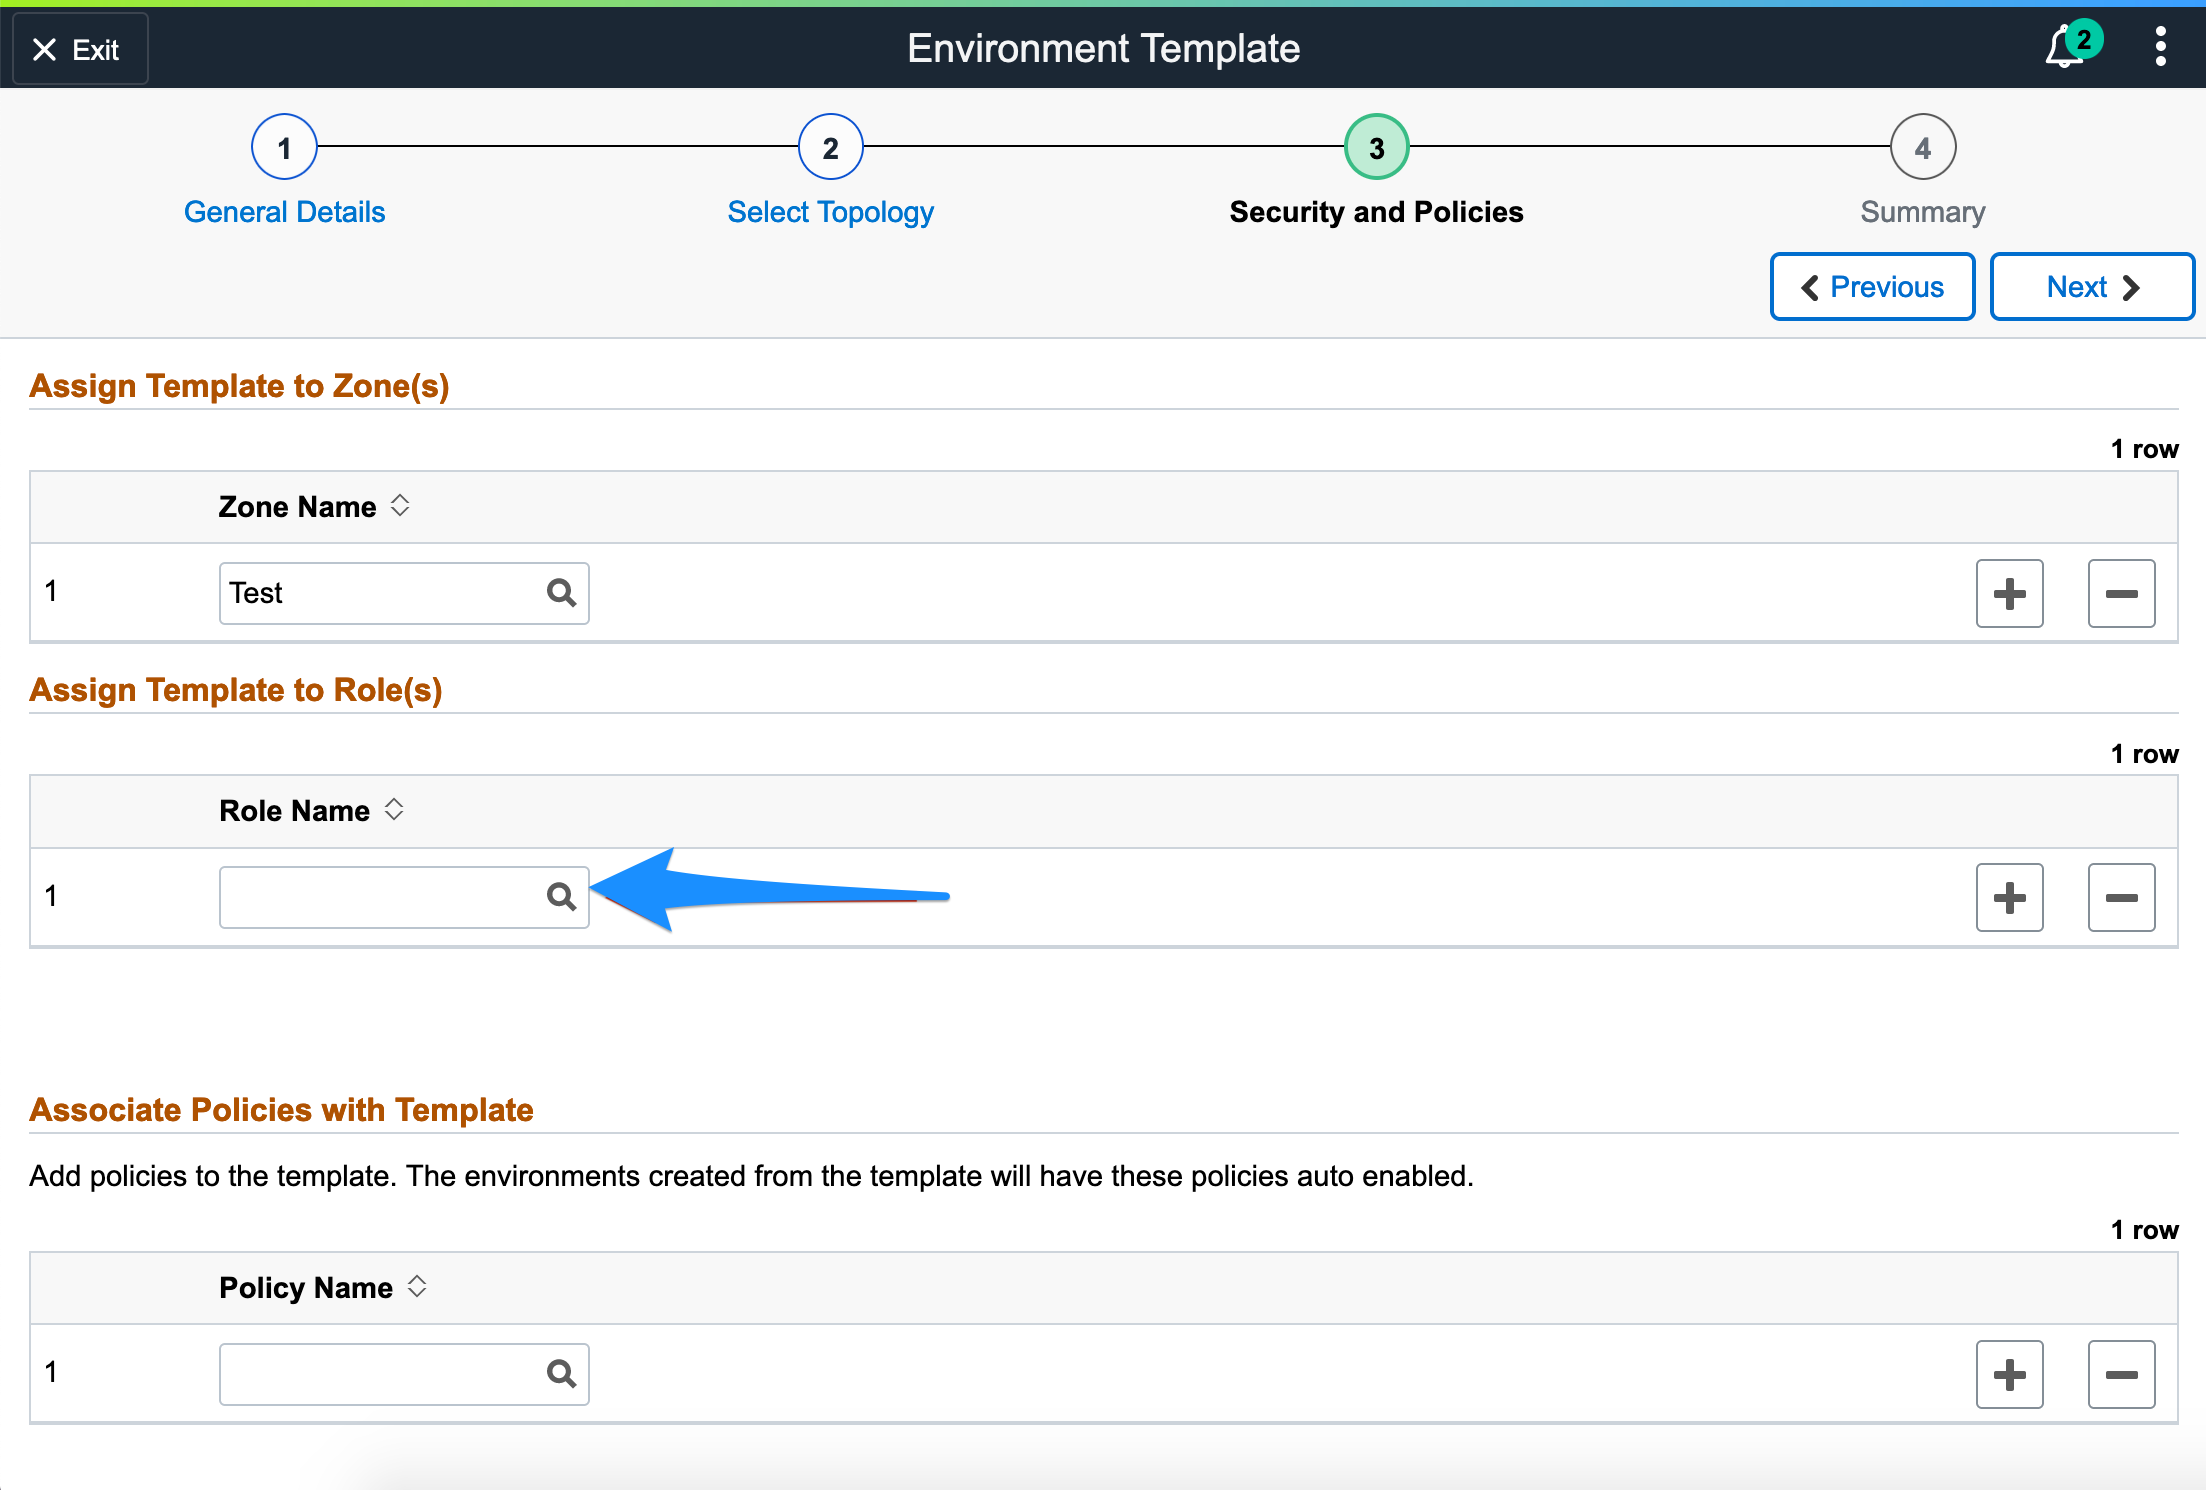 Exit
Environment Template
2
1
2
3
4
General Details
Select Topology
Security and Policies
Summary
Previous
Next
Assign Template to Zone(s)
1 row
Zone Name
1
Test
Assign Template to Role(s)
1 row
Role Name
1
Associate Policies with Template
Add policies to the template. The environments created from the template will have these policies auto enabled.
1 row
Policy Name
1